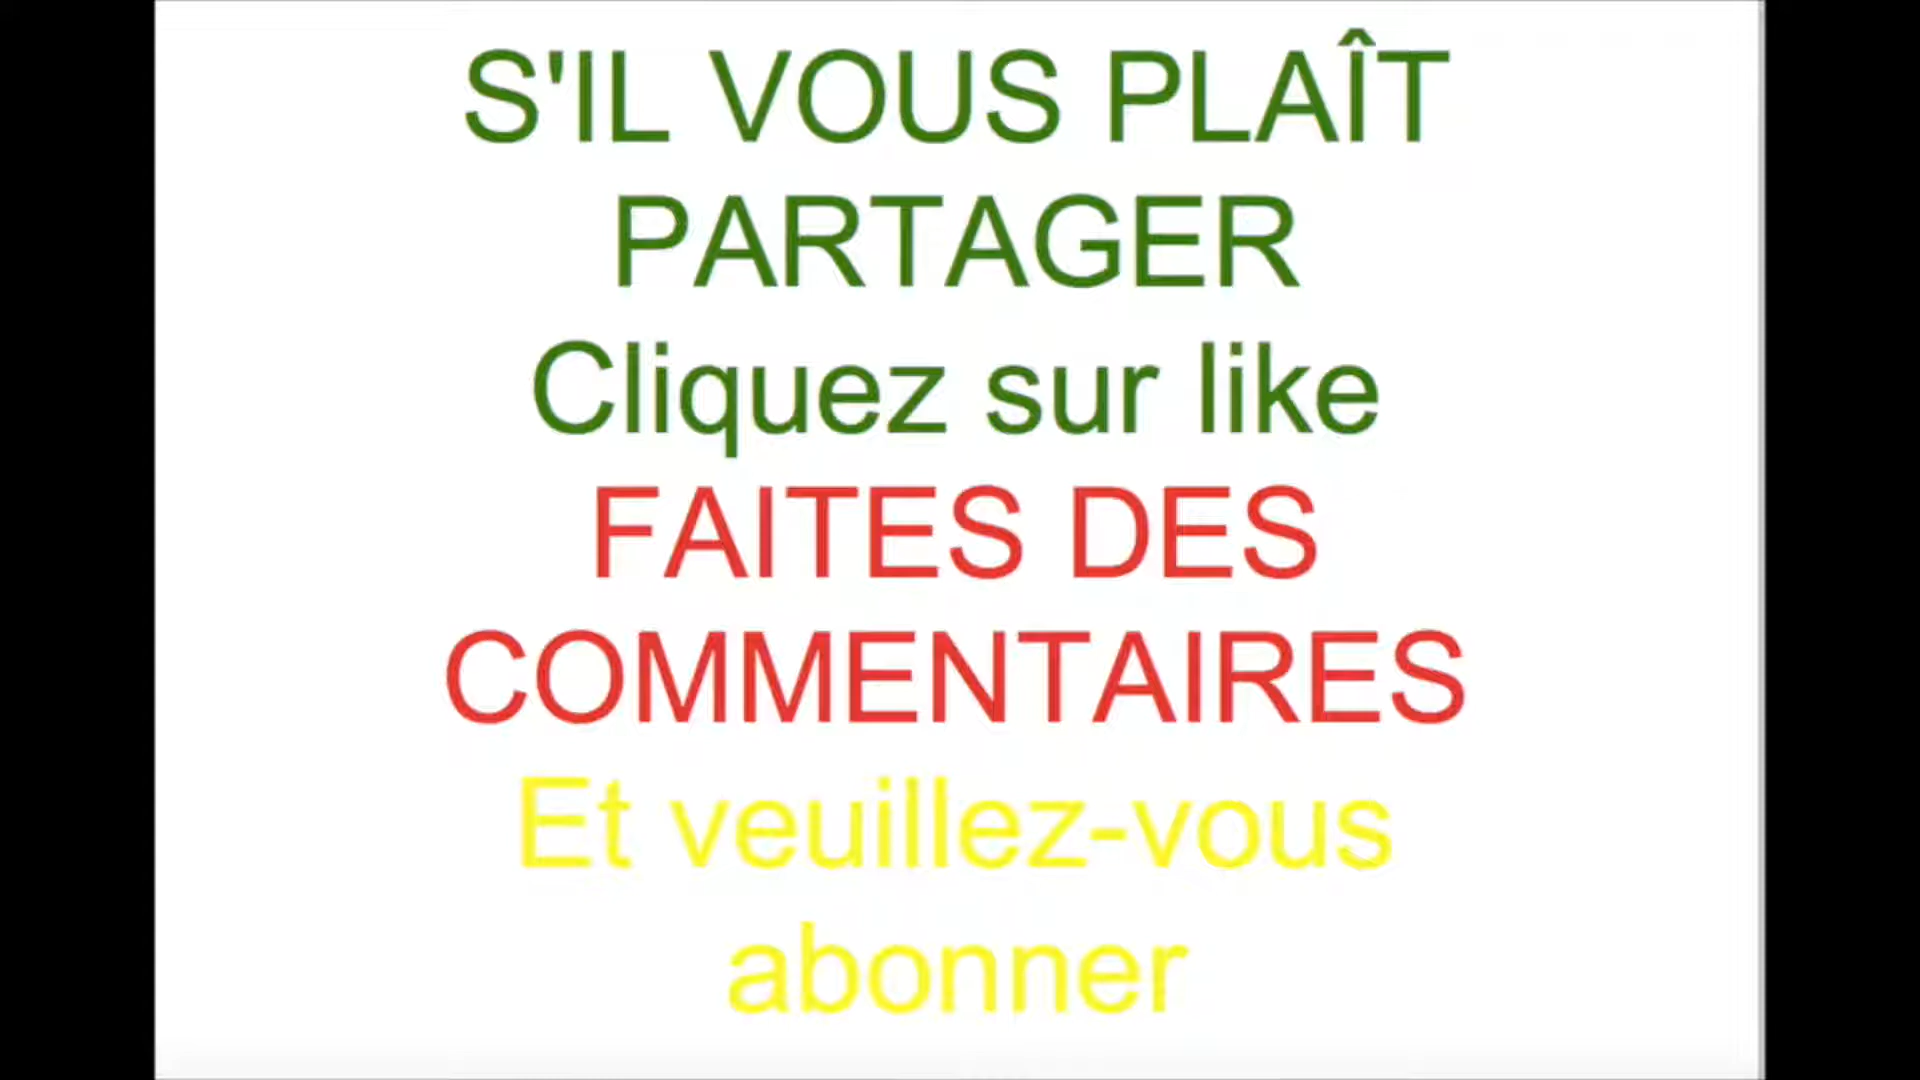 S'IL VOUS PLAÎT
PARTAGER
Cliquez sur like
FAITES DES
COMMENTAIRES
Et veuillez-vous
abonner